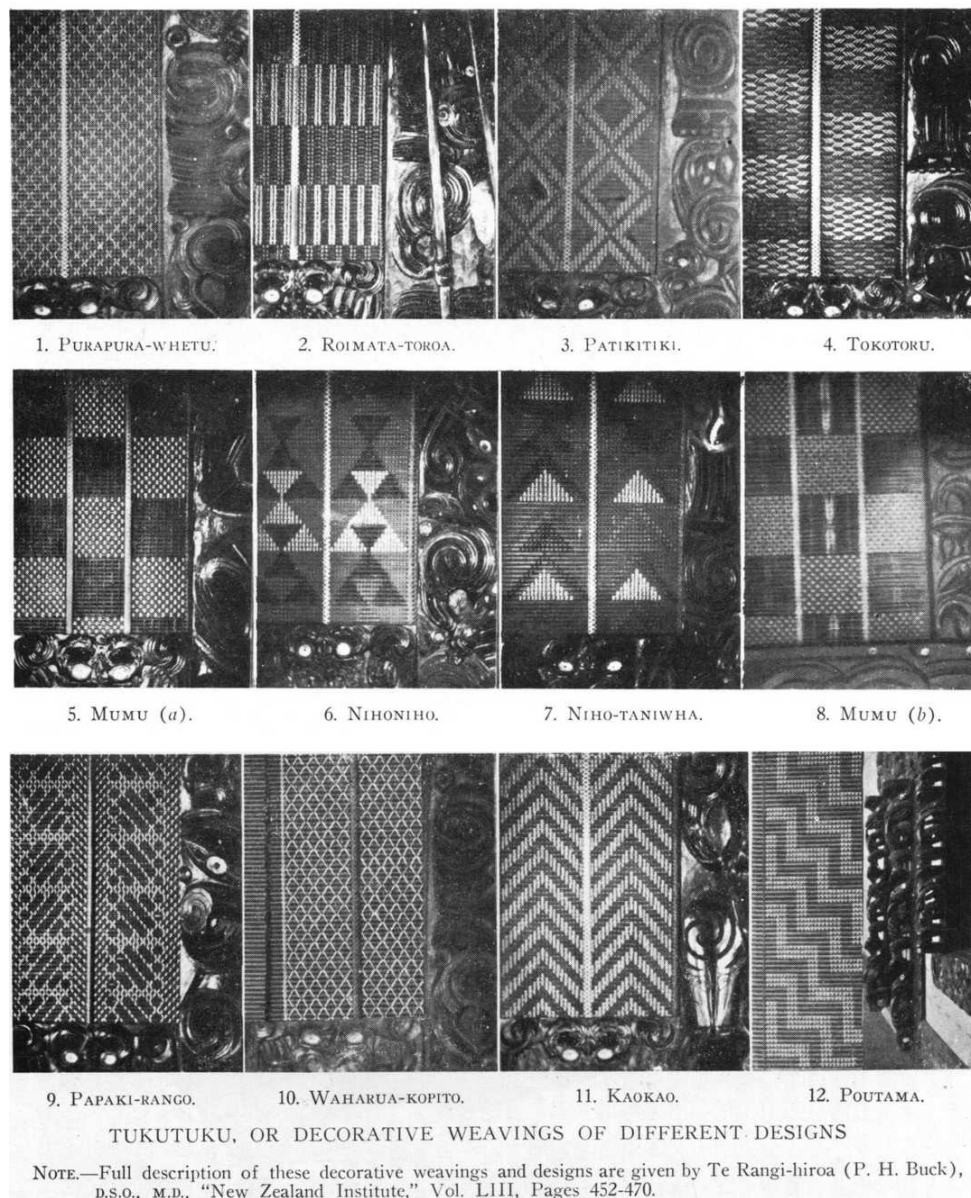 1. PURAPURA-WHETU. 2. ROIMATA-TOROA. 3. PATIKITIKI. 4. TOKOTORU.
5. MUMU (a). 6. NIHONIHO. 7. NIHO-TANIWHA. 8. MUMU (b).
9. PAPAKI-RANGO. 10. WAHARUA-KOPITO. 11. KAOKAO. 12. POUTAMA.
TUKUTUKU, OR DECORATIVE WEAVINGS OF DIFFERENT DESIGNS
NOTE.—Full description of these decorative weavings and designs are given by Te Rangi-hiroa (P. H. Buck),
D.S.O., M.D., "New Zealand Institute," Vol. LIII, Pages 452-470.